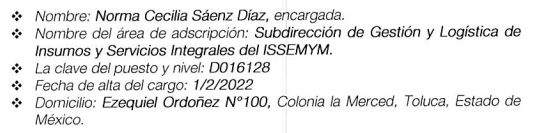 ❖ Nombre: Norma Cecilia Sáenz Díaz, encargada.
❖ Nombre del área de adscripción: Subdirección de Gestión y Logística de
Insumos y Servicios Integrales del ISSEMYM.
❖ La clave del puesto y nivel: D016128
❖ Fecha de alta del cargo: 1/2/2022
❖ Domicilio: Ezequiel Ordoñez N°100, Colonia la Merced, Toluca, Estado de
México.